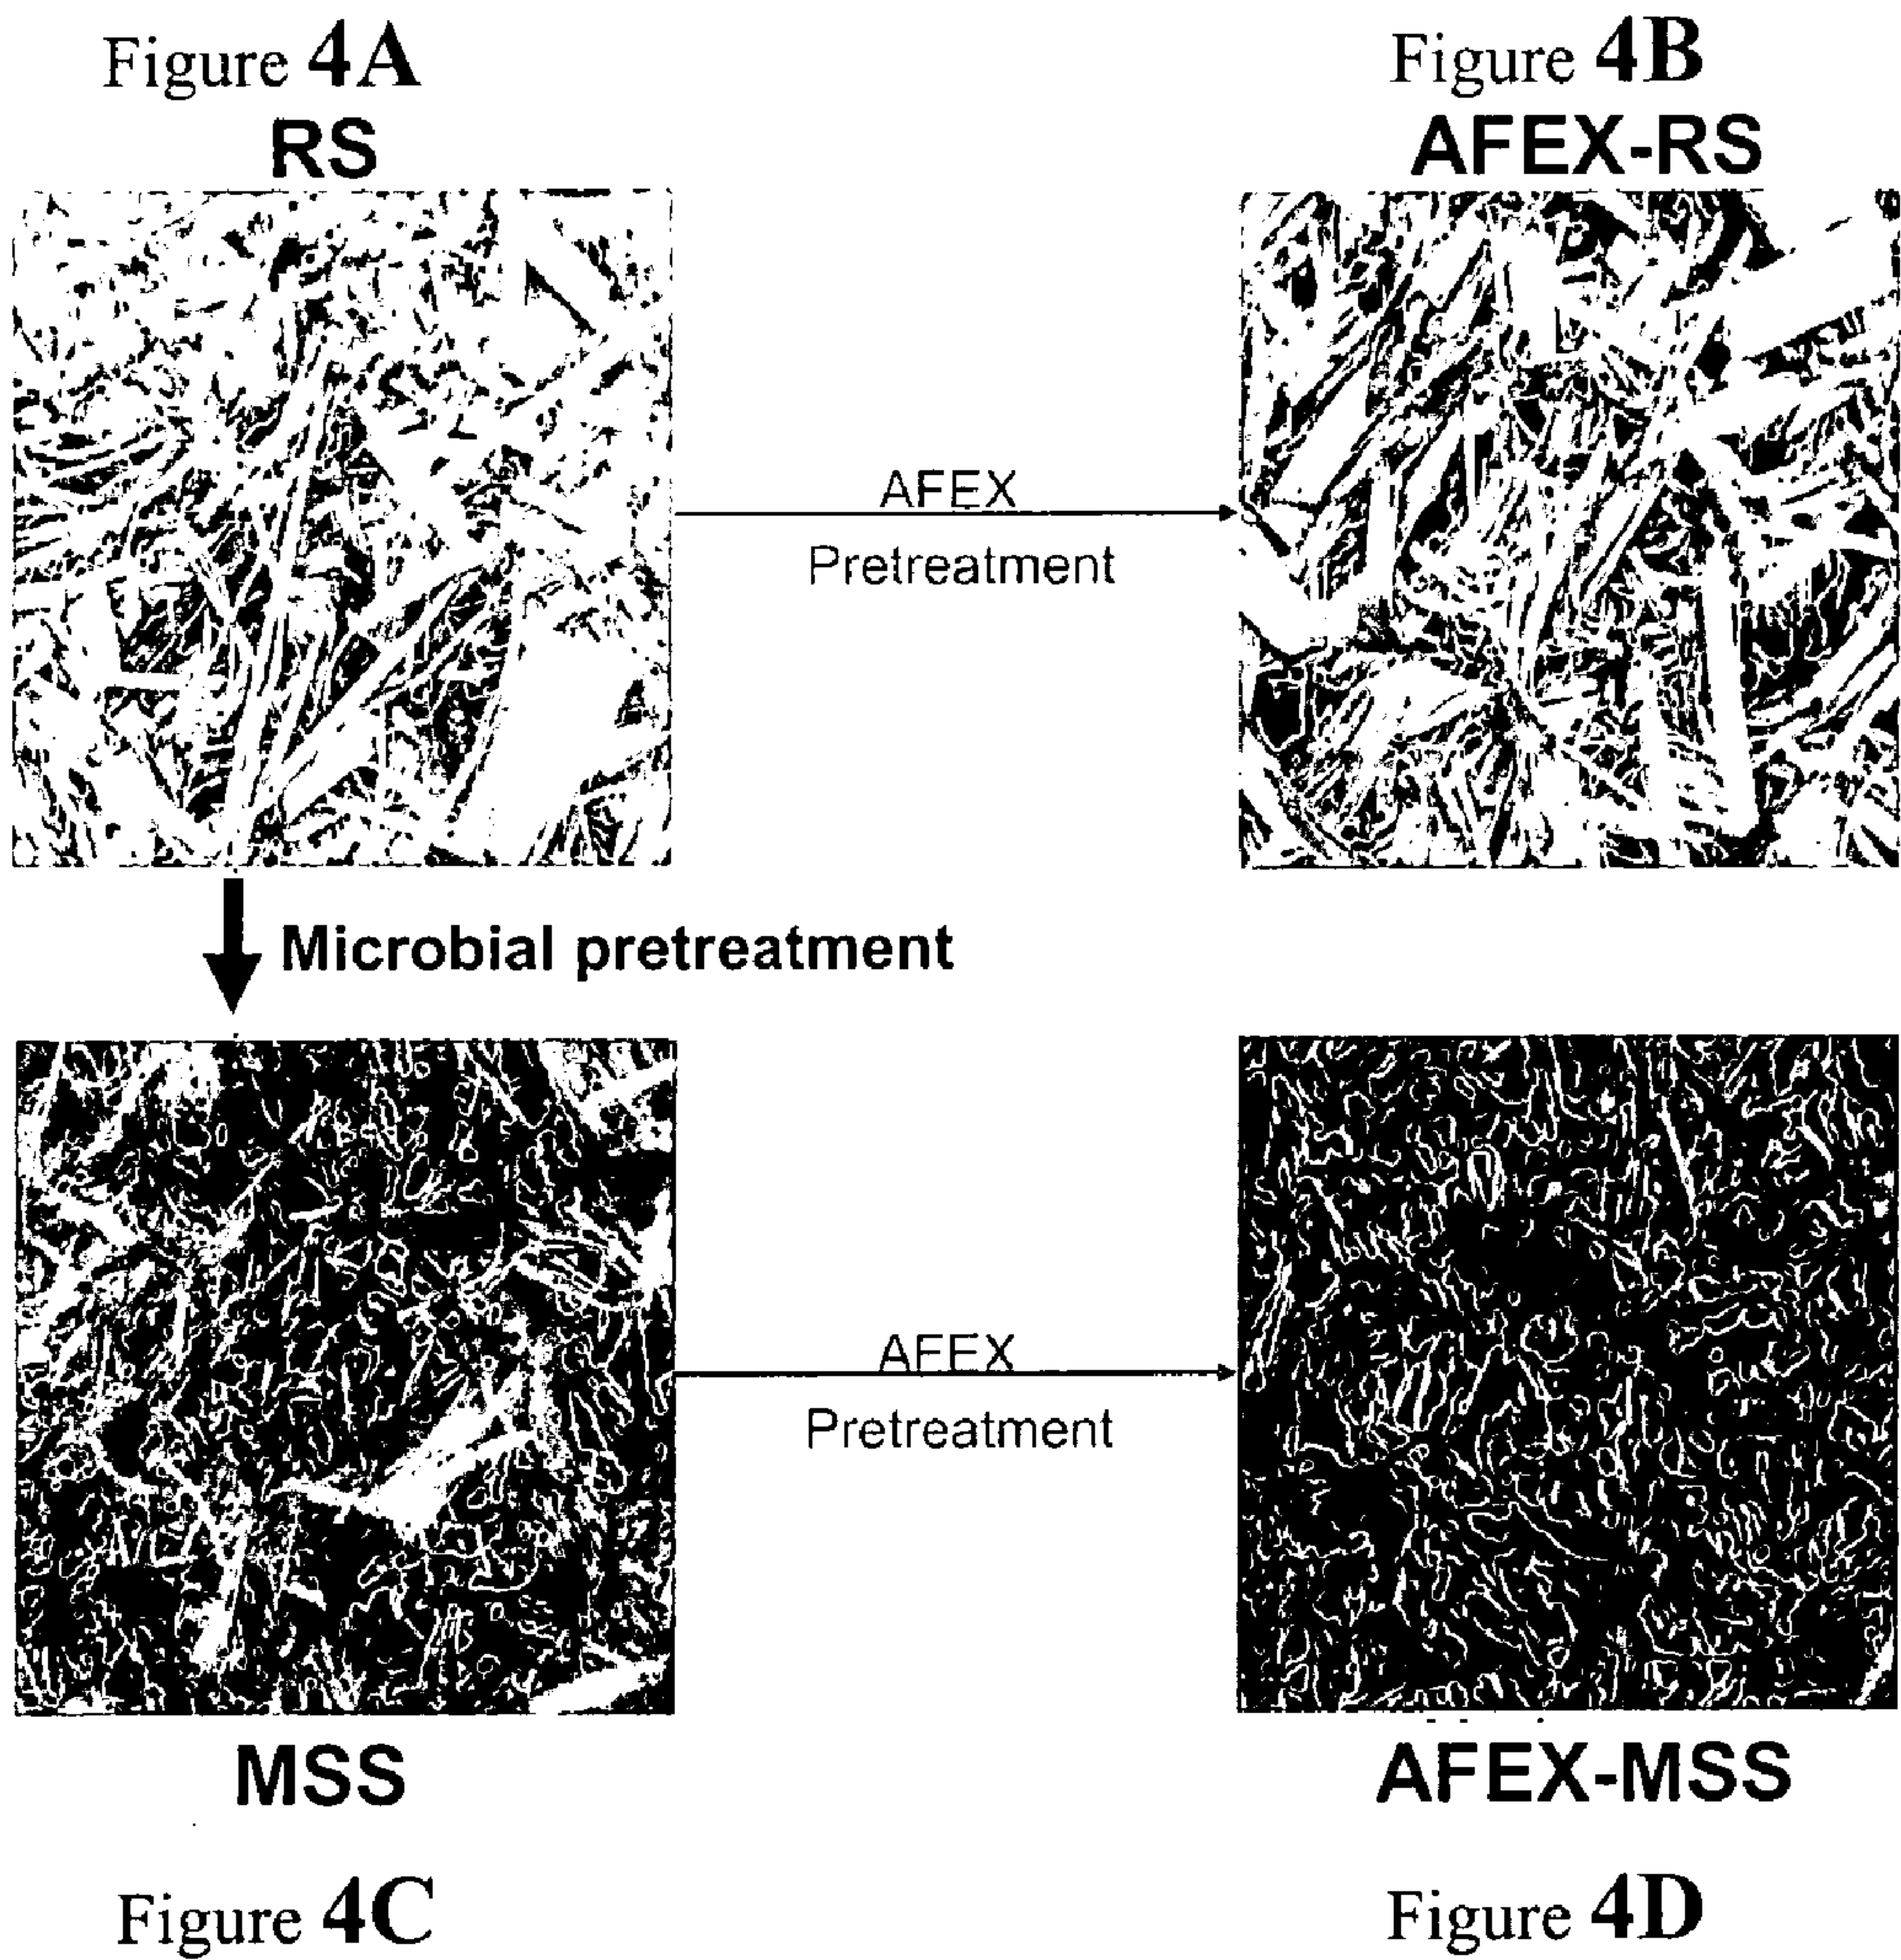 Figure 4A
RS
Figure 4B
AFEX-RS
AFEX
Pretreatment
Microbial pretreatment
AFEX
Pretreatment
MSS
Figure 4C
AFEX-MSS
Figure 4D